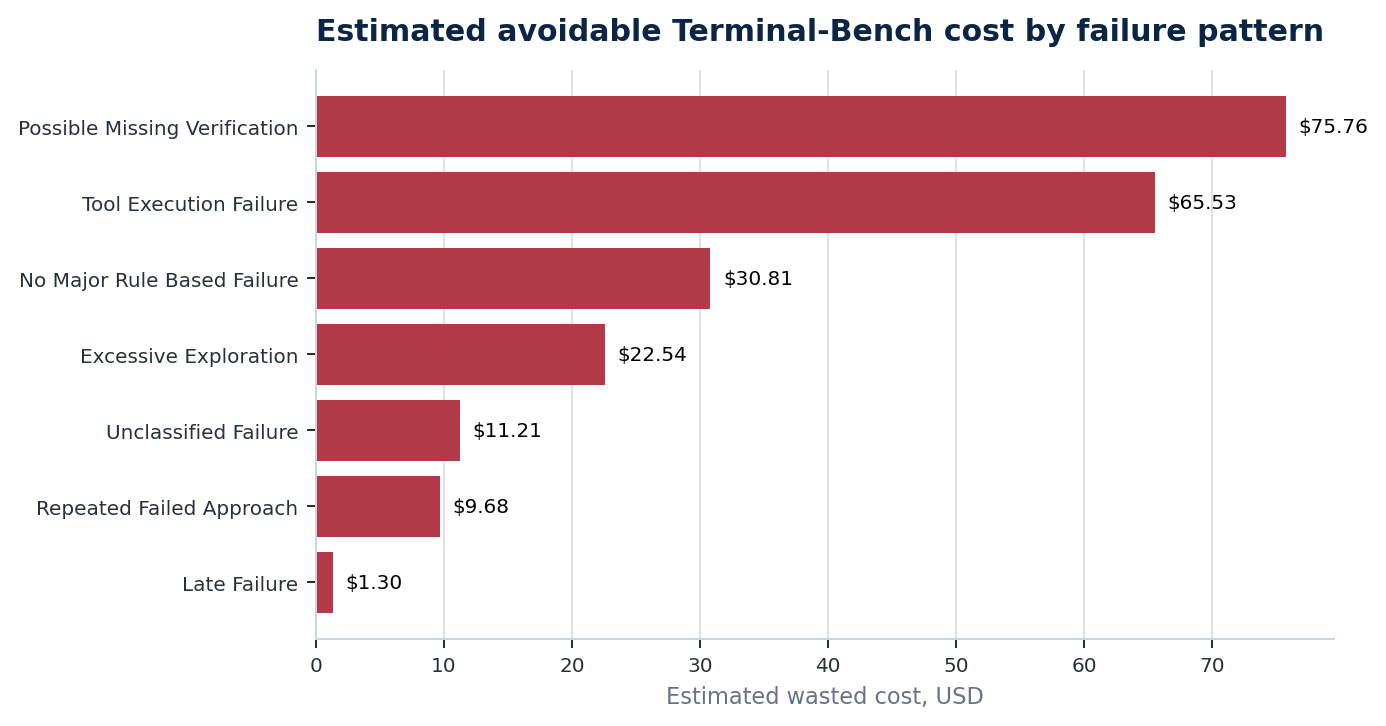 Estimated avoidable Terminal-Bench cost by failure pattern
Possible Missing Verification
$75.76
Tool Execution Failure
$65.53
No Major Rule Based Failure
$30.81
Excessive Exploration
$22.54
Unclassified Failure
$11.21
Repeated Failed Approach
$9.68
Late Failure
$1.30
0 10 20 30 40 50 60 70
Estimated wasted cost, USD